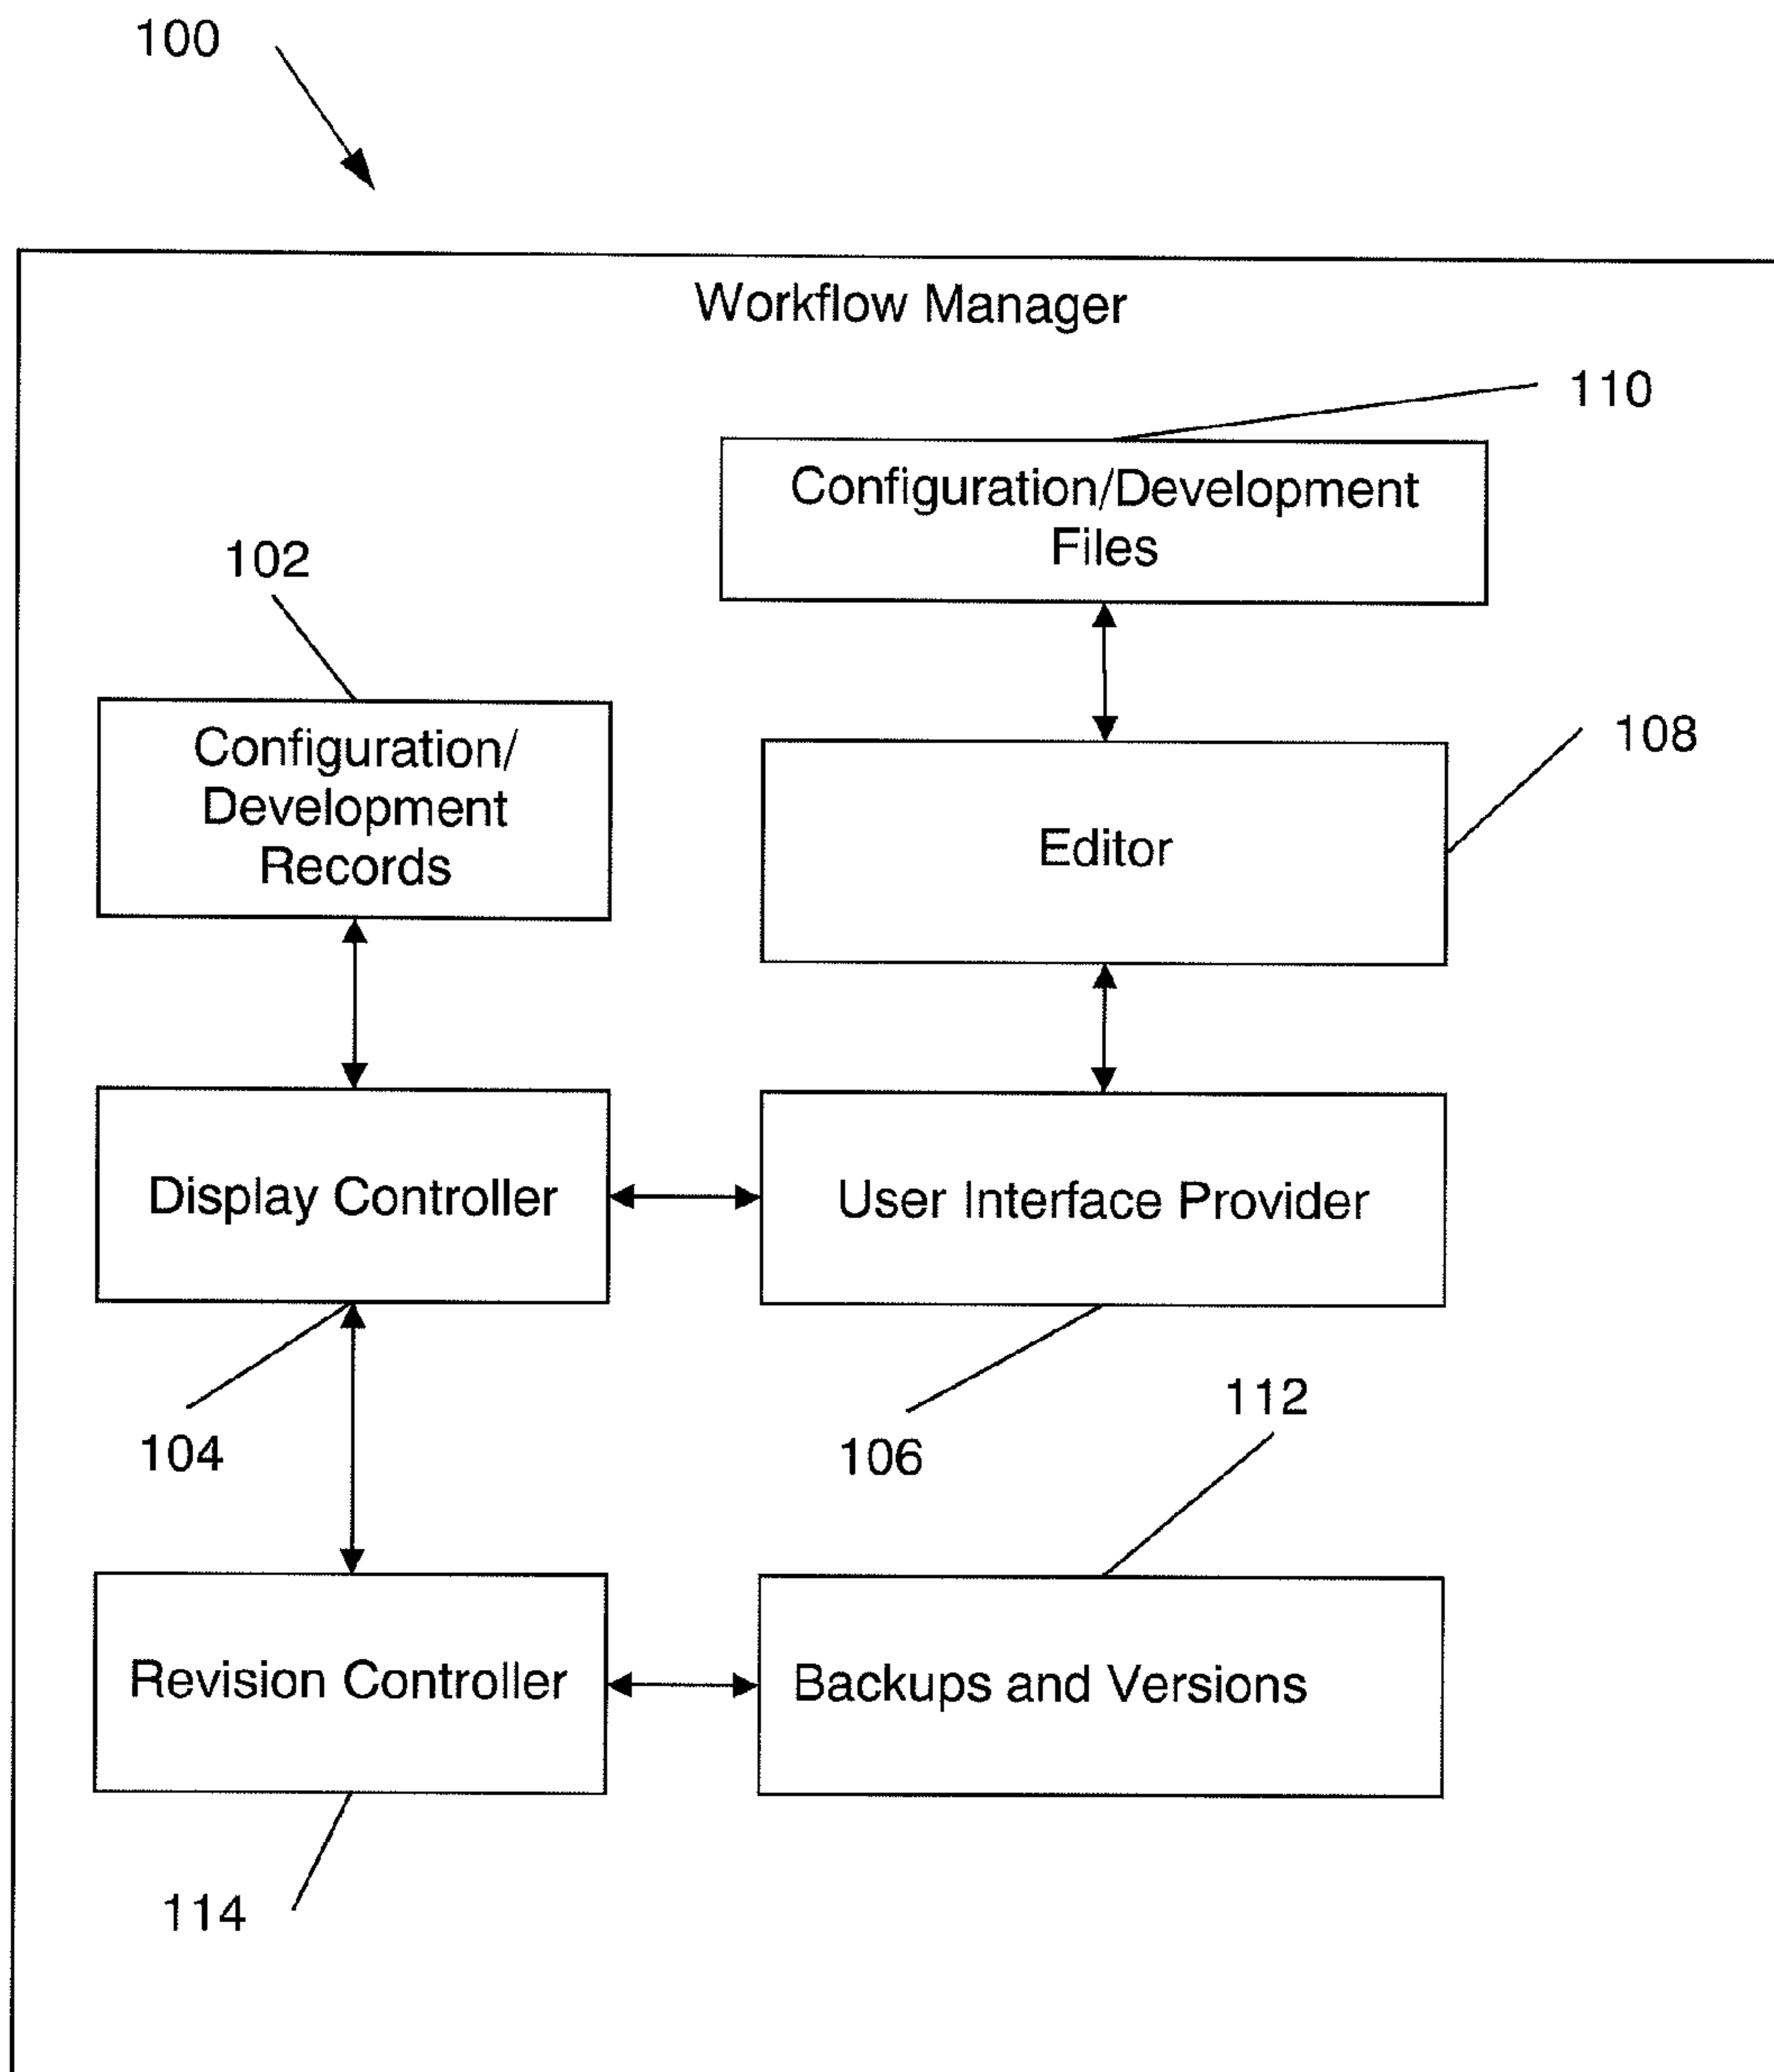 100
Workflow Manager
110
Configuration/Development
Files
102
Configuration/
Development
Records
108
Editor
Display Controller
User Interface Provider
104
106
112
Revision Controller
Backups and Versions
114